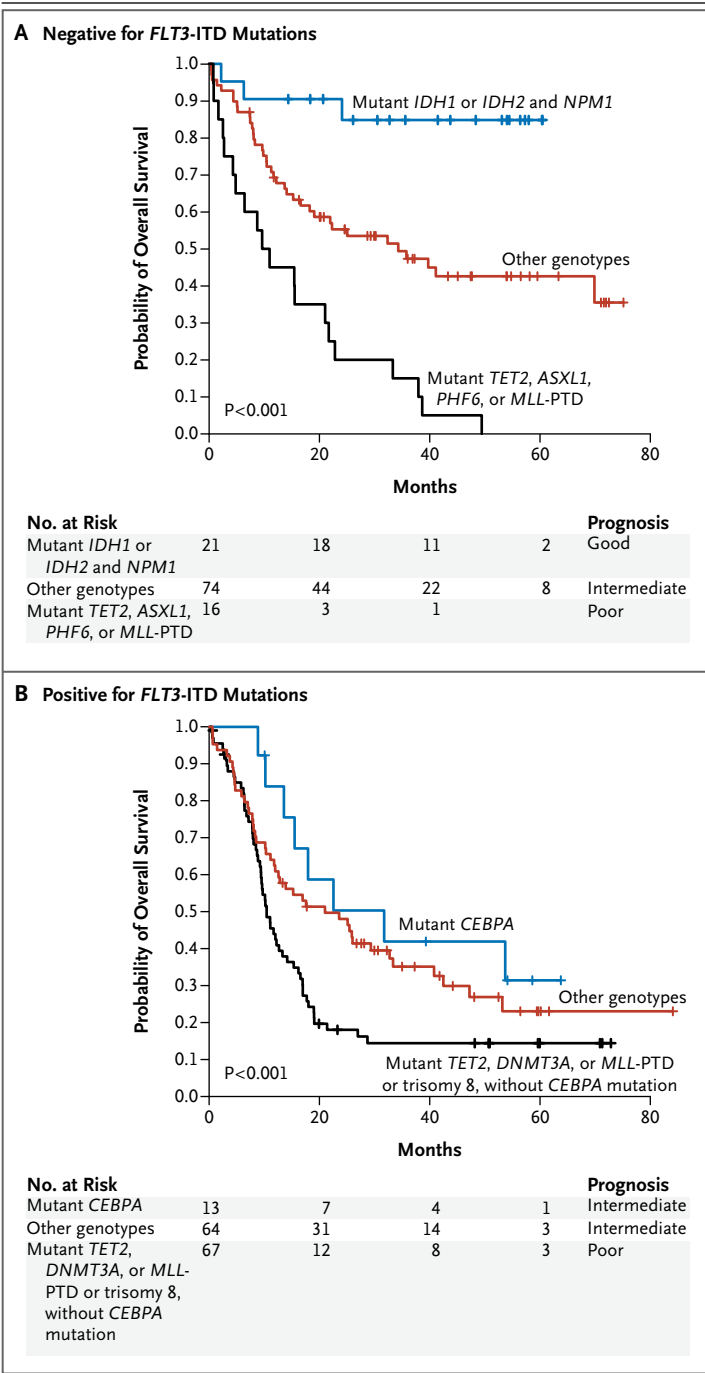 A Negative for FLT3-ITD Mutations
Probability of Overall Survival
1.0
0.9
0.8
0.7
0.6
0.5
0.4
0.3
0.2
0.1
0.0
Mutant IDH1 or IDH2 and NPM1
Other genotypes
Mutant TET2, ASXL1,
PHF6, or MLL-PTD
P<0.001
0 20 40 60 80
Months
No. at Risk Prognosis
Mutant IDH1 or 21 18 11 2 Good
IDH2 and NPM1
Other genotypes 74 44 22 8 Intermediate
Mutant TET2, ASXL1, 16 3 1 Poor
PHF6, or MLL-PTD
B Positive for FLT3-ITD Mutations
Probability of Overall Survival
1.0
0.9
0.8
0.7
0.6
0.5
0.4
0.3
0.2
0.1
0.0
Mutant CEBPA
Other genotypes
Mutant TET2, DNMT3A, or MLL-PTD
or trisomy 8, without CEBPA mutation
P<0.001
0 20 40 60 80
Months
No. at Risk Prognosis
Mutant CEBPA 13 7 4 1 Intermediate
Other genotypes 64 31 14 3 Intermediate
Mutant TET2, 67 12 8 3 Poor
DNMT3A, or MLL-
PTD or trisomy 8,
without CEBPA
mutation